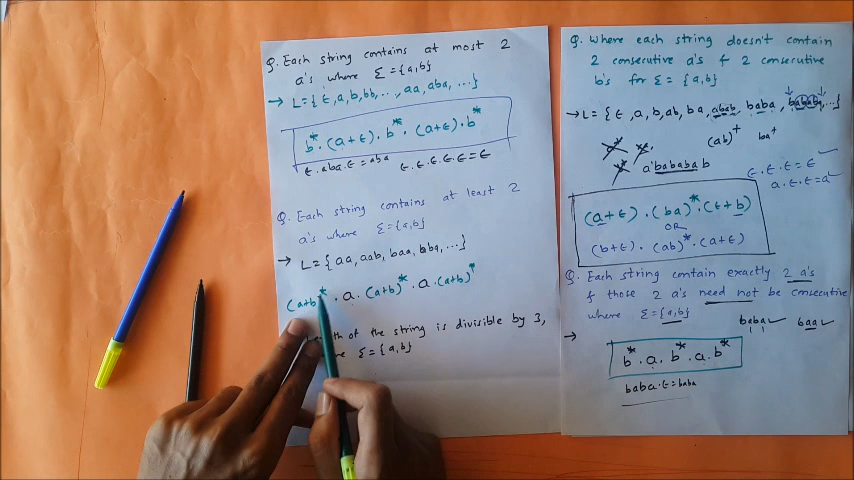 Q. Each string contains at most 2
a's where Σ={a,b}
→ L={ε,a,b,bb,..., aa, aba, ...}
b*.(a+ε).b*.(a+ε).b*
ε.aba.ε=aba ε.ε.ε.ε.ε=ε
Q. Each string contains at least 2
a's where Σ={a,b}
→ L={aa, aab, baa, bba,...}
(a+b)*.a.(a+b)*.a.(a+b)*
of the string is divisible by 3,
Σ={a,b}
Q. Where each string doesn't contain
2 consecutive a's & 2 consecutive
b's for Σ={a,b}
→ L={ε,a,b,ab,ba,abab,baba,babab,...}
(ab)+ ba+
abababab
ε.ε.ε=ε ✓
a.ε.ε=a ✓
(a+ε).(ba)*.(ε+b)
OR
(b+ε).(ab)*.(a+ε)
Q. Each string contain exactly 2 a's
& those 2 a's need not be consecutive
where Σ={a,b}
baba ✓ baa ✓
→
b*.a.b*.a.b*
baba.ε=baba